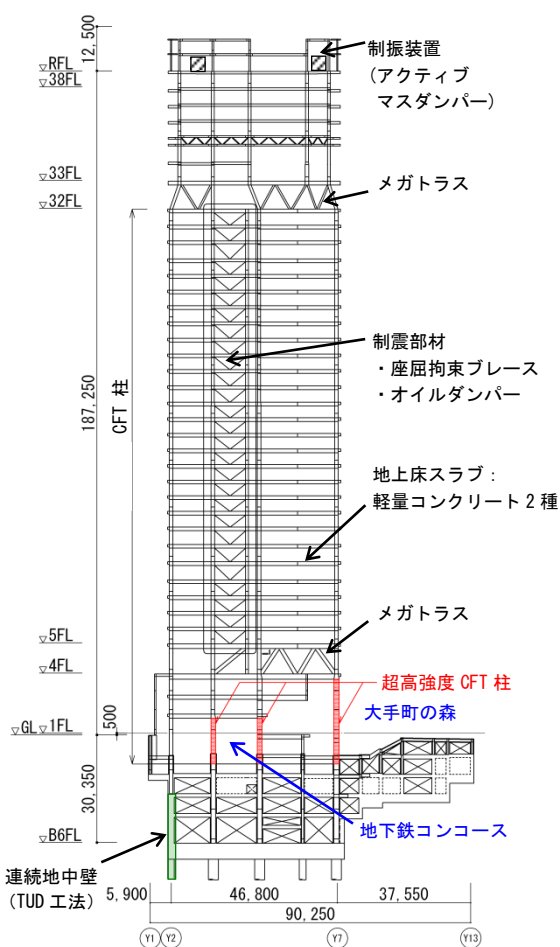 12,500
制振装置
(アクティブ
マスダンパー)
▽RFL
▽38FL
▽33FL
▽32FL
メガトラス
187,250
CFT 柱
制震部材
・座屈拘束ブレース
・オイルダンパー
地上床スラブ：
軽量コンクリート 2 種
メガトラス
▽5FL
▽4FL
超高強度 CFT 柱
大手町の森
▽GL ▽1FL
500
30,350
地下鉄コンコース
▽B6FL
連続地中壁
(TUD 工法)
5,900 46,800 37,550
90,250
Y1 Y2 Y7 Y13